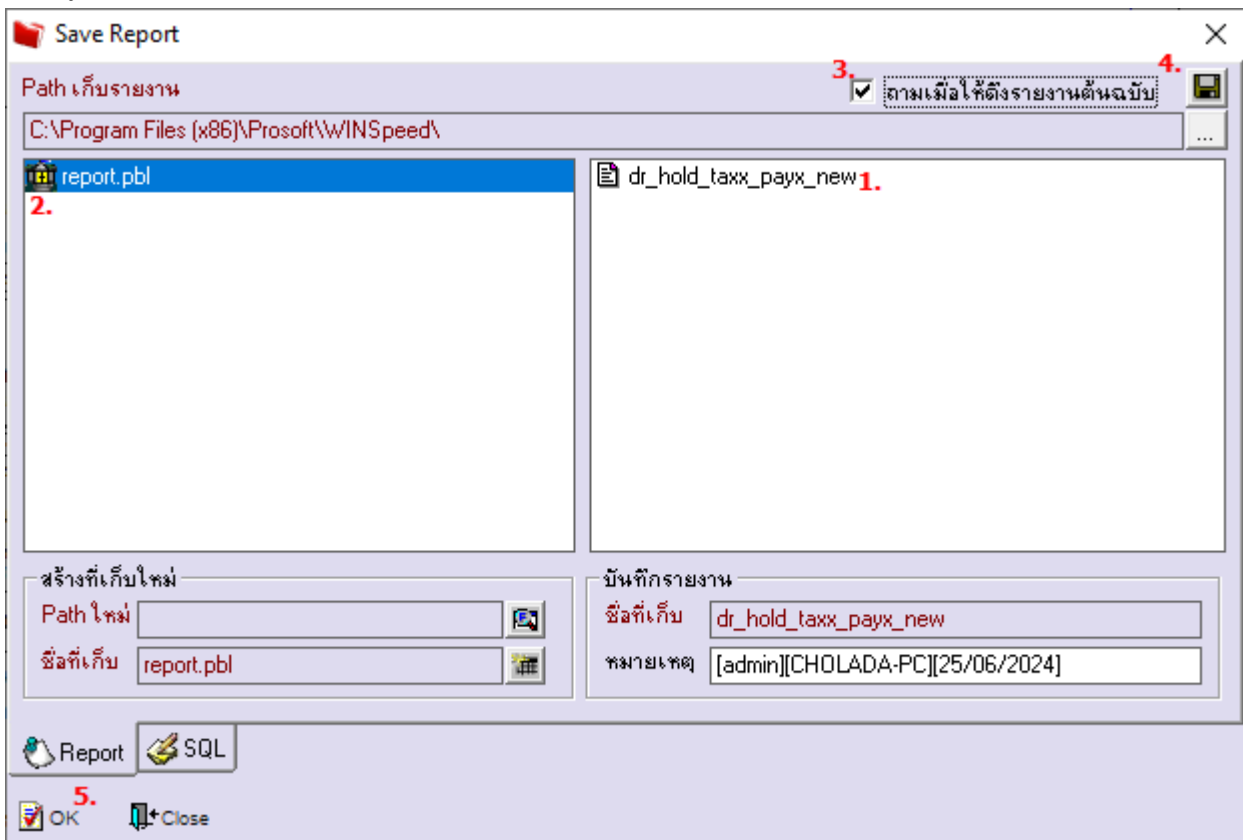 Save Report
Path เก็บรายงาน
3.
ถามเมื่อให้ดึงรายงานต้นฉบับ
4.
C:\Program Files (x86)\Prosoft\WINSpeed\
...
report.pbl
2.
dr_hold_taxx_payx_new
1.
สร้างที่เก็บใหม่
Path ใหม่
ชื่อที่เก็บ
report.pbl
บันทึกรายงาน
ชื่อที่เก็บ
dr_hold_taxx_payx_new
หมายเหตุ
[admin][CHOLADA-PC][25/06/2024]
Report
SQL
5.
OK
Close